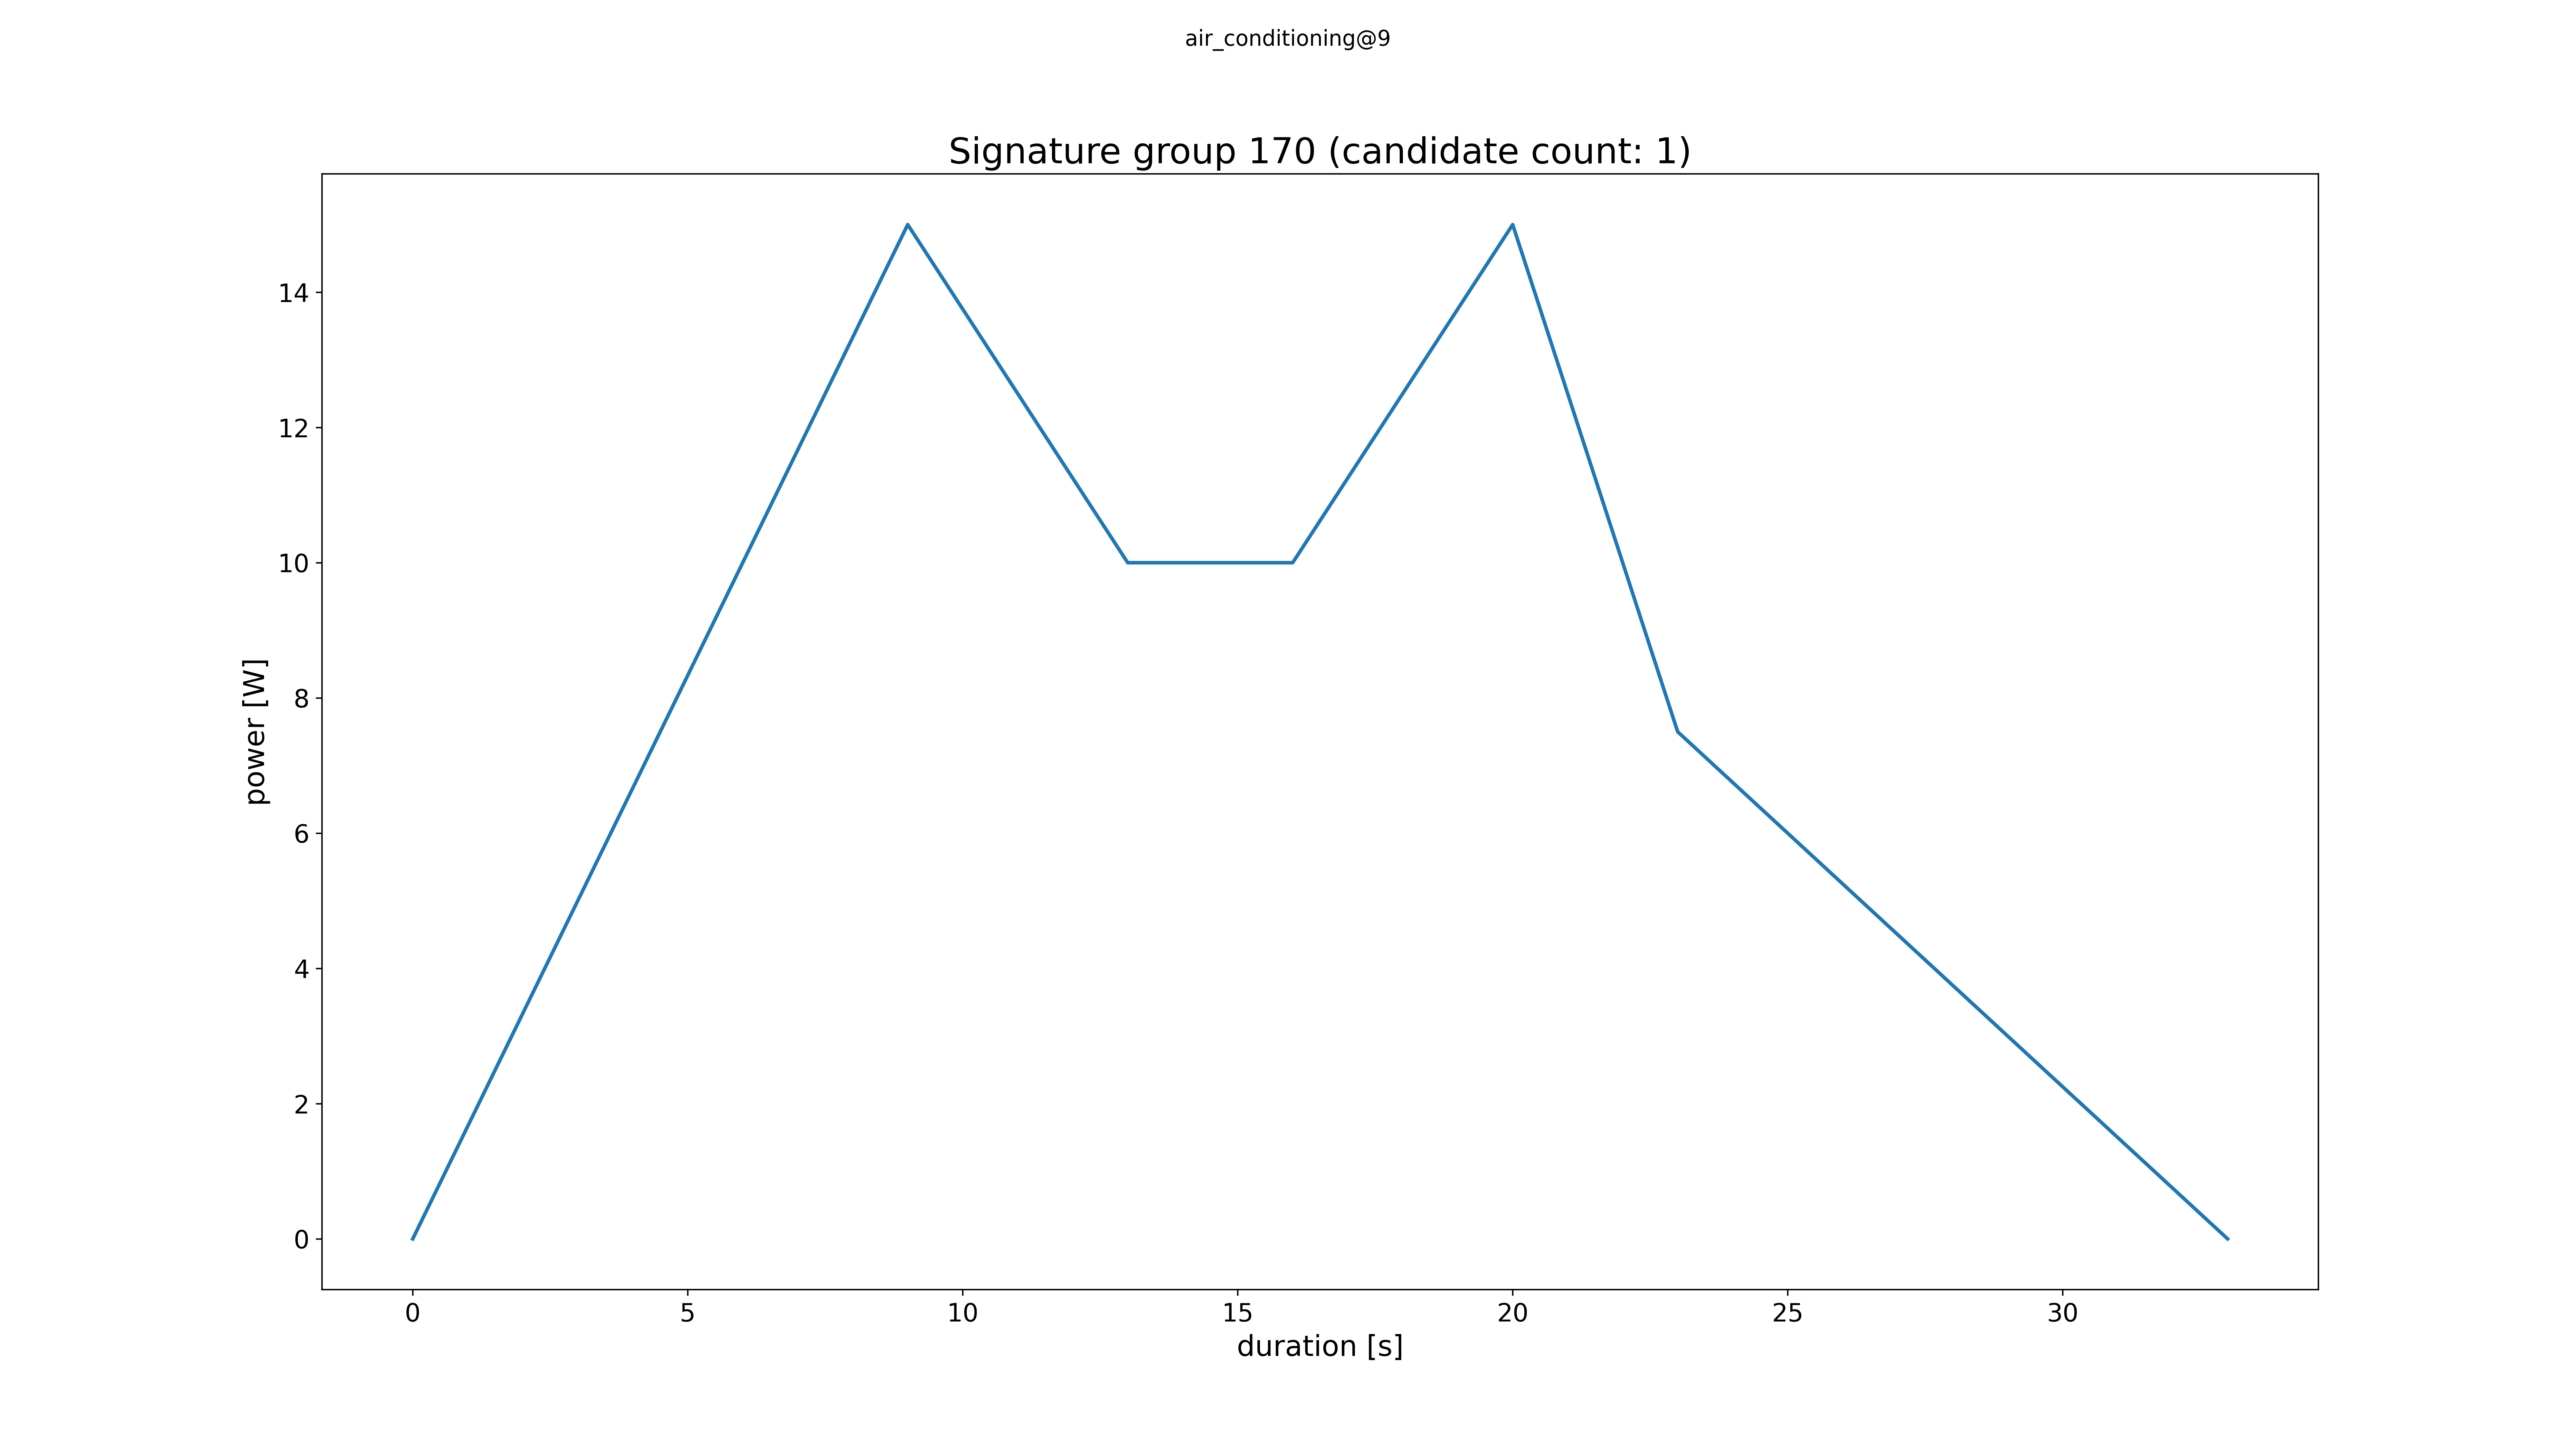 air_conditioning@9
Signature group 170 (candidate count: 1)
14
12
10
8
6
4
2
0
power [W]
0 5 10 15 20 25 30
duration [s]